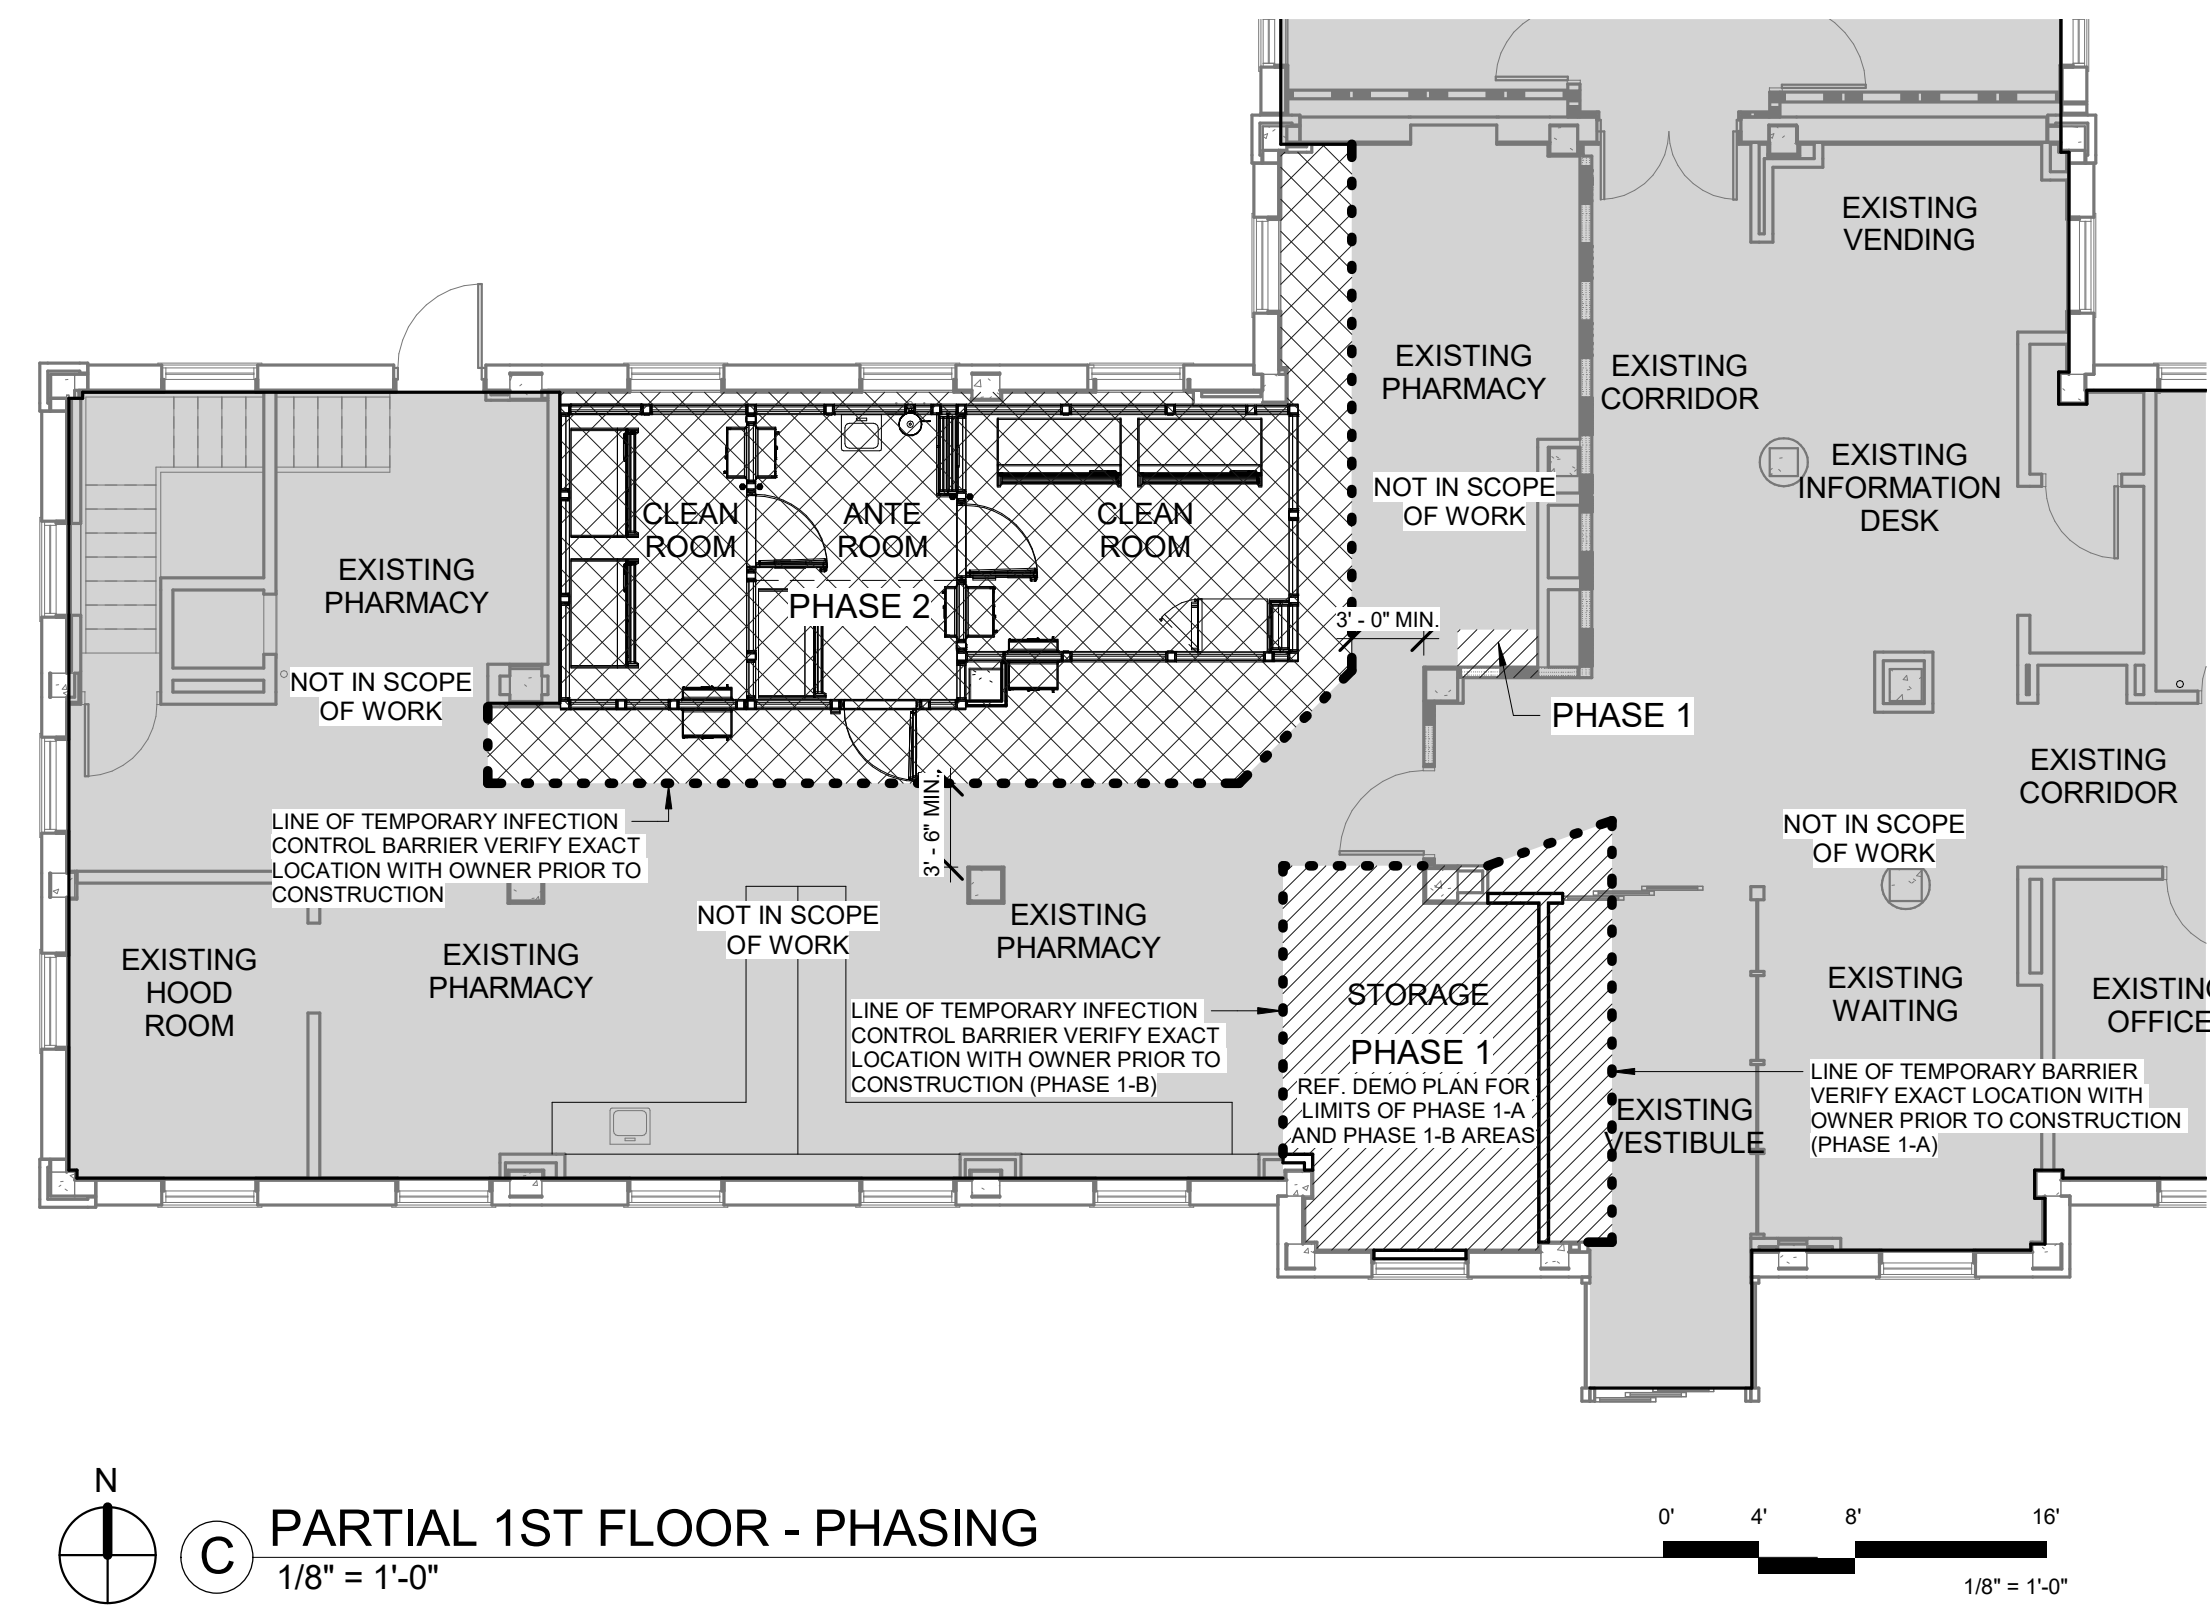 EXISTING
VENDING
EXISTING
PHARMACY
EXISTING
CORRIDOR
EXISTING
INFORMATION
DESK
NOT IN SCOPE
OF WORK
CLEAN
ROOM
ANTE
ROOM
CLEAN
ROOM
EXISTING
PHARMACY
PHASE 2
3' - 0" MIN.
NOT IN SCOPE
OF WORK
PHASE 1
EXISTING
CORRIDOR
LINE OF TEMPORARY INFECTION
CONTROL BARRIER VERIFY EXACT
LOCATION WITH OWNER PRIOR TO
CONSTRUCTION
3' - 6" MIN.
NOT IN SCOPE
OF WORK
NOT IN SCOPE
OF WORK
EXISTING
PHARMACY
EXISTING
HOOD
ROOM
EXISTING
PHARMACY
STORAGE
EXISTING
WAITING
EXISTING
OFFICE
LINE OF TEMPORARY INFECTION
CONTROL BARRIER VERIFY EXACT
LOCATION WITH OWNER PRIOR TO
CONSTRUCTION (PHASE 1-B)
PHASE 1
REF. DEMO PLAN FOR
LIMITS OF PHASE 1-A
AND PHASE 1-B AREAS
EXISTING
VESTIBULE
LINE OF TEMPORARY BARRIER
VERIFY EXACT LOCATION WITH
OWNER PRIOR TO CONSTRUCTION
(PHASE 1-A)
N
C
PARTIAL 1ST FLOOR - PHASING
1/8" = 1'-0"
0' 4' 8' 16'
1/8" = 1'-0"